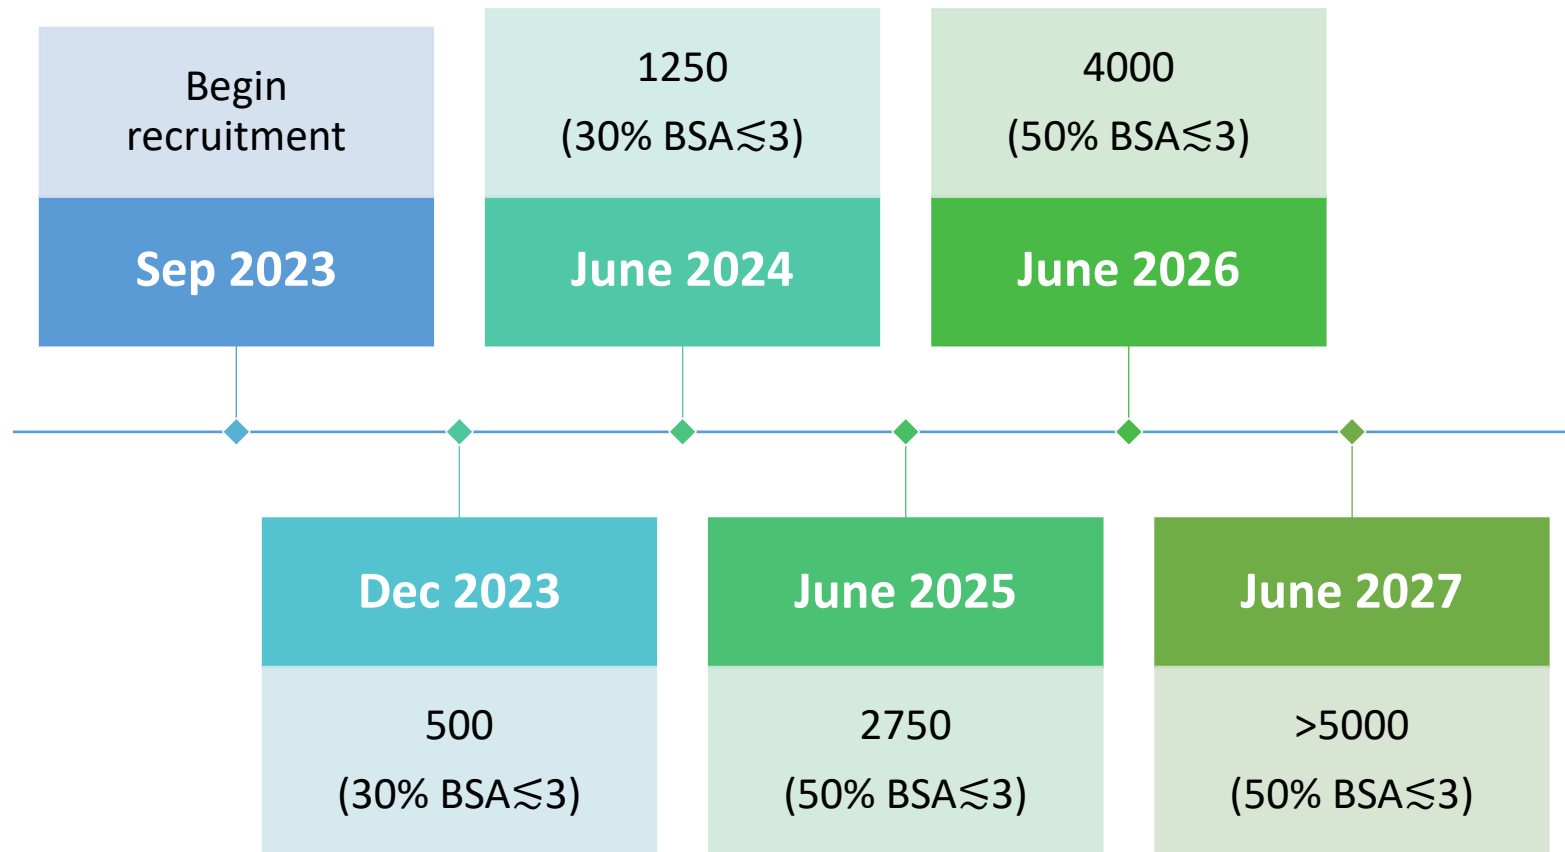 Begin
recruitment
Sep 2023
Dec 2023
500
(30% BSA≲3)
1250
(30% BSA≲3)
June 2024
June 2025
2750
(50% BSA≲3)
4000
(50% BSA≲3)
June 2026
June 2027
>5000
(50% BSA≲3)